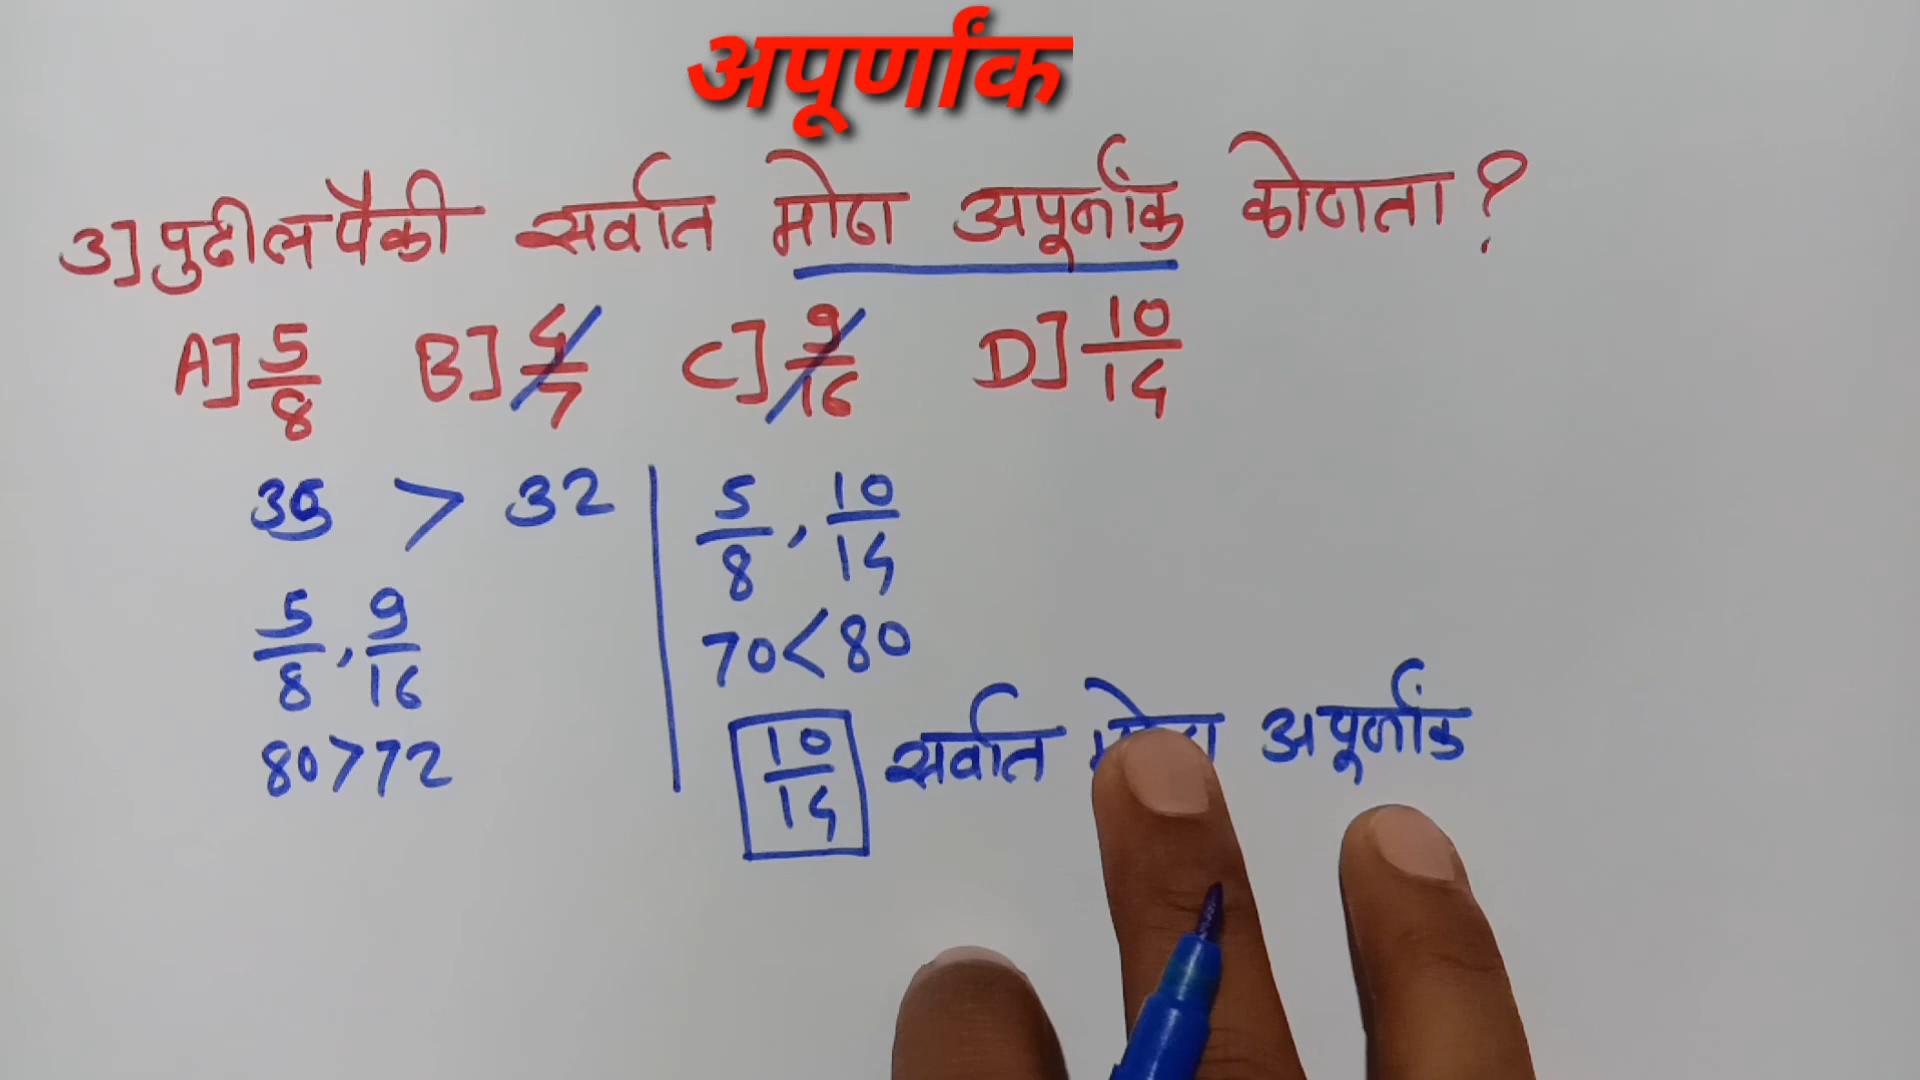 अपूर्णांक
3] पुढीलपैकी सर्वात मोठा अपूर्णांक कोणता?
A] 5/8 B] 4/7 C] 9/16 D] 10/14
35 > 32
5/8, 9/16
80>72
5/8, 10/14
70<80
10/14 सर्वात मोठा अपूर्णांक